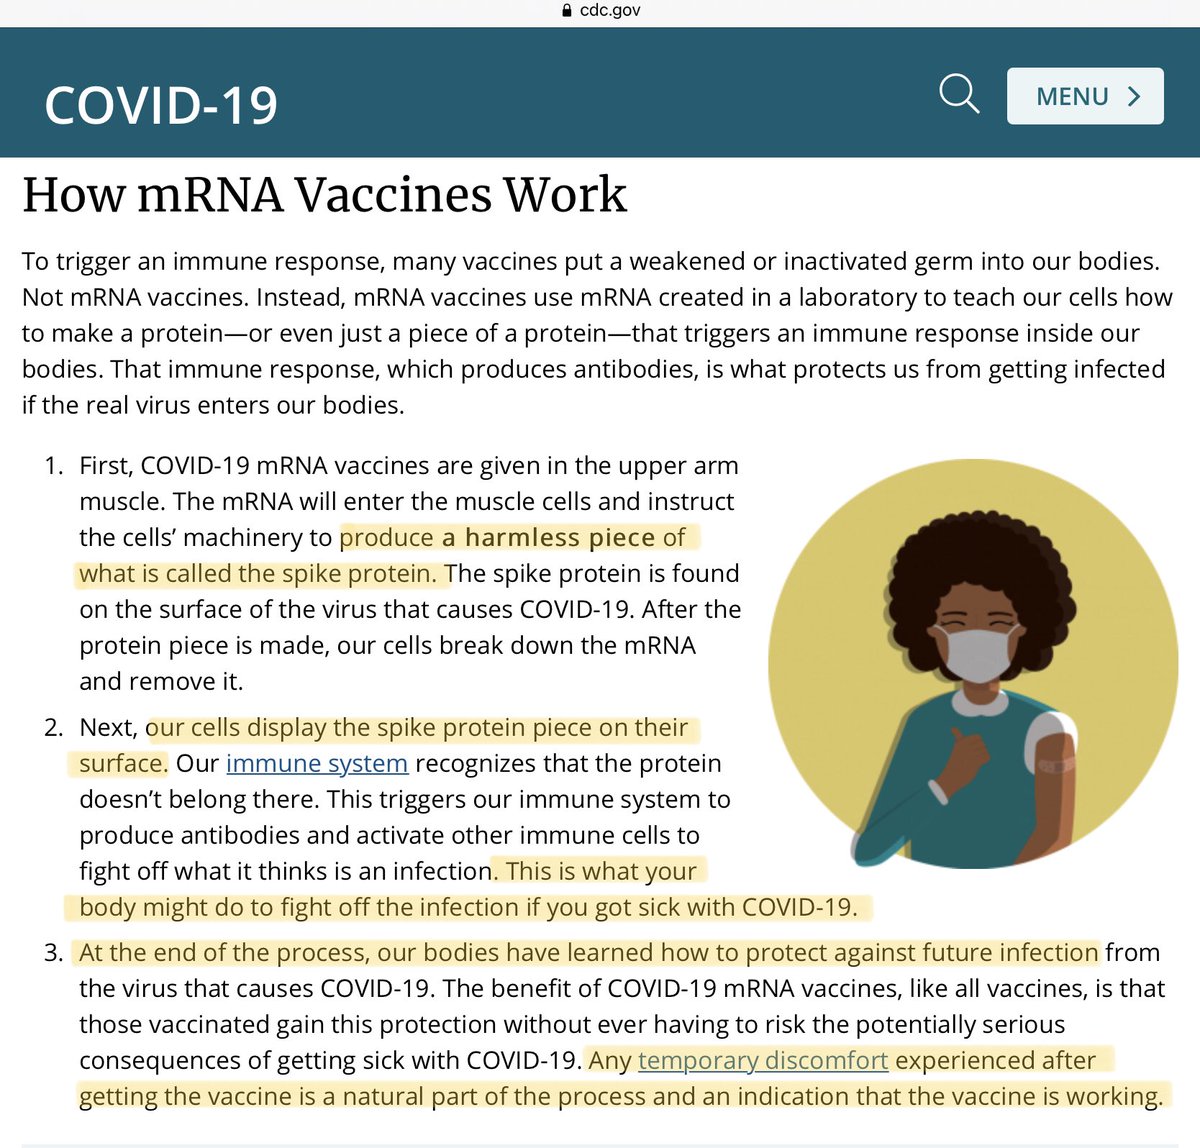 cdc.gov
COVID-19
MENU
How mRNA Vaccines Work
To trigger an immune response, many vaccines put a weakened or inactivated germ into our bodies.
Not mRNA vaccines. Instead, mRNA vaccines use mRNA created in a laboratory to teach our cells how
to make a protein—or even just a piece of a protein—that triggers an immune response inside our
bodies. That immune response, which produces antibodies, is what protects us from getting infected
if the real virus enters our bodies.
1. First, COVID-19 mRNA vaccines are given in the upper arm
muscle. The mRNA will enter the muscle cells and instruct
the cells’ machinery to produce a harmless piece of
what is called the spike protein. The spike protein is found
on the surface of the virus that causes COVID-19. After the
protein piece is made, our cells break down the mRNA
and remove it.
2. Next, our cells display the spike protein piece on their
surface. Our immune system recognizes that the protein
doesn’t belong there. This triggers our immune system to
produce antibodies and activate other immune cells to
fight off what it thinks is an infection. This is what your
body might do to fight off the infection if you got sick with COVID-19.
3. At the end of the process, our bodies have learned how to protect against future infection from
the virus that causes COVID-19. The benefit of COVID-19 mRNA vaccines, like all vaccines, is that
those vaccinated gain this protection without ever having to risk the potentially serious
consequences of getting sick with COVID-19. Any temporary discomfort experienced after
getting the vaccine is a natural part of the process and an indication that the vaccine is working.